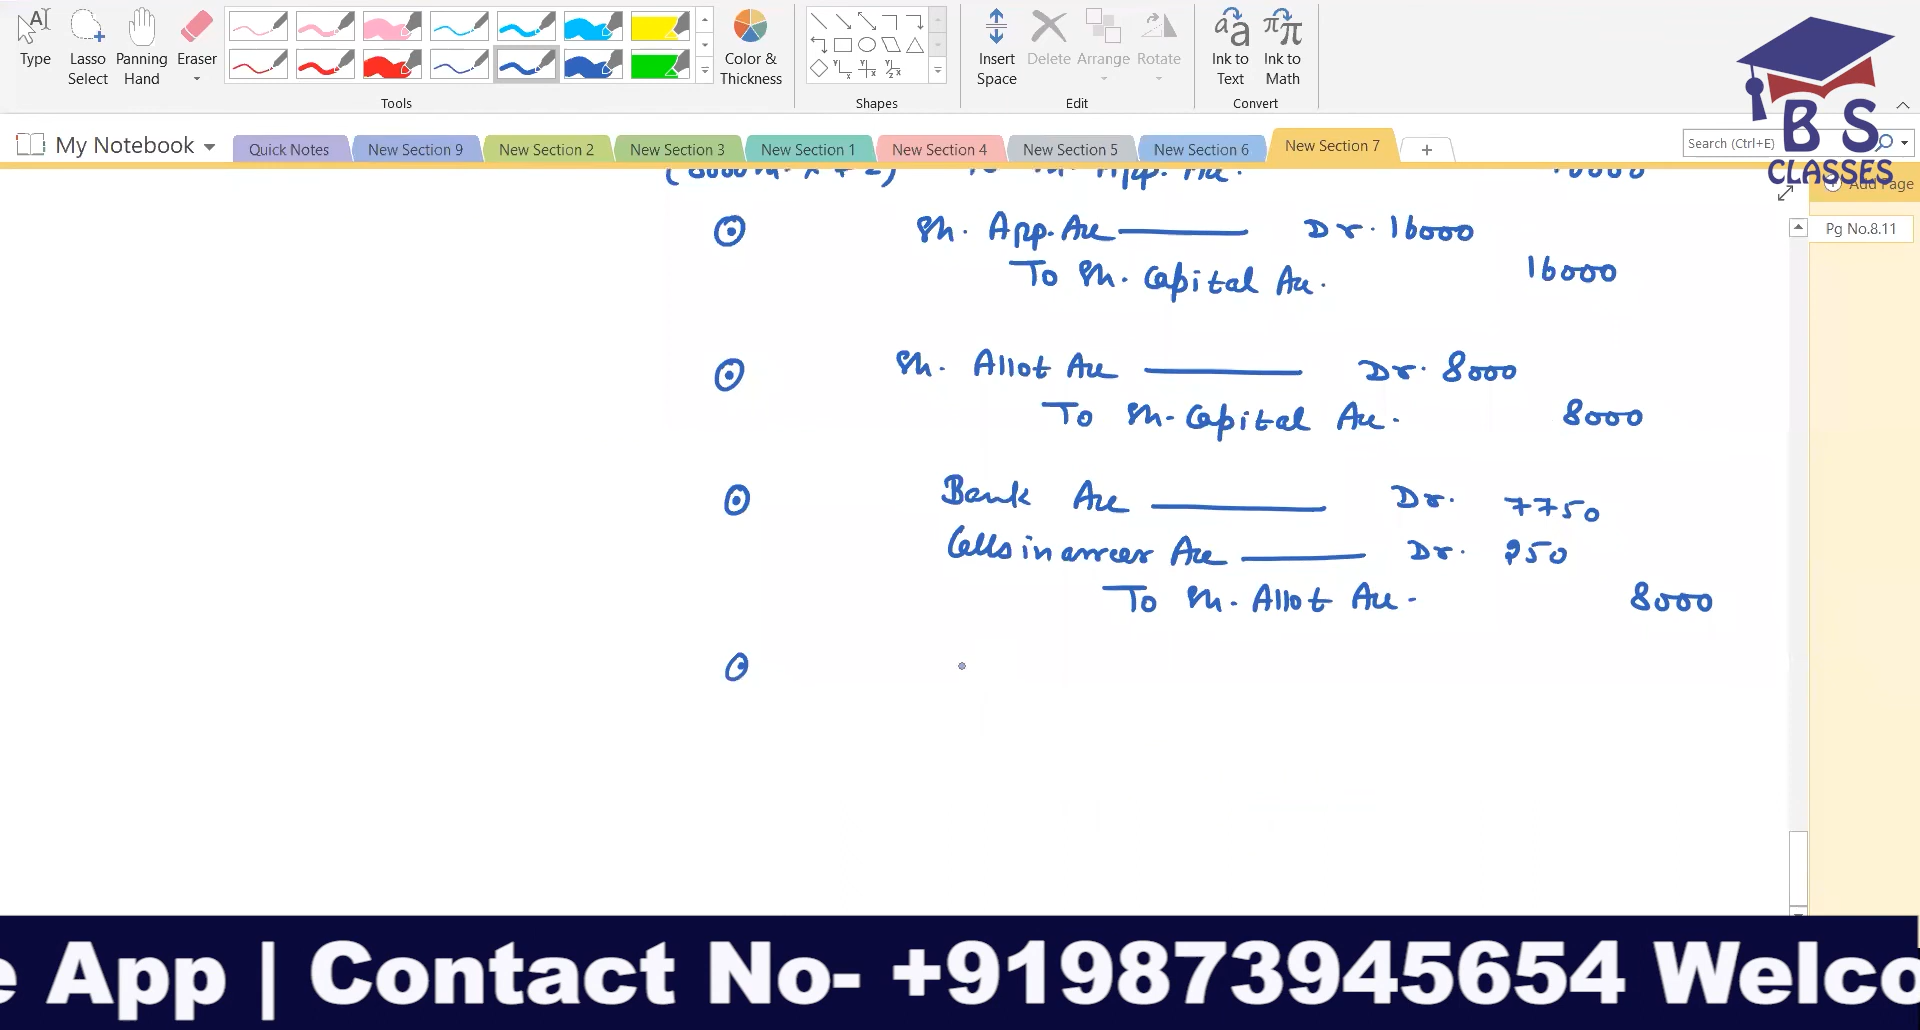 Type
Lasso Select
Panning Hand
Eraser
Color & Thickness
Insert Space
Delete
Arrange
Rotate
Ink to Text
Ink to Math
Tools
Shapes
Edit
Convert
B S
CLASSES
My Notebook
Quick Notes
New Section 9
New Section 2
New Section 3
New Section 1
New Section 4
New Section 5
New Section 6
New Section 7
Search (Ctrl+E)
Add Page
Pg No.8.11
Sh. App. A/c Dr. 16000
To Sh. Capital A/c. 16000
Sh. Allot A/c Dr. 8000
To Sh. Capital A/c. 8000
Bank A/c Dr. 7750
Calls in arrear A/c Dr. 250
To Sh. Allot A/c. 8000
e App | Contact No- +919873945654 Welco